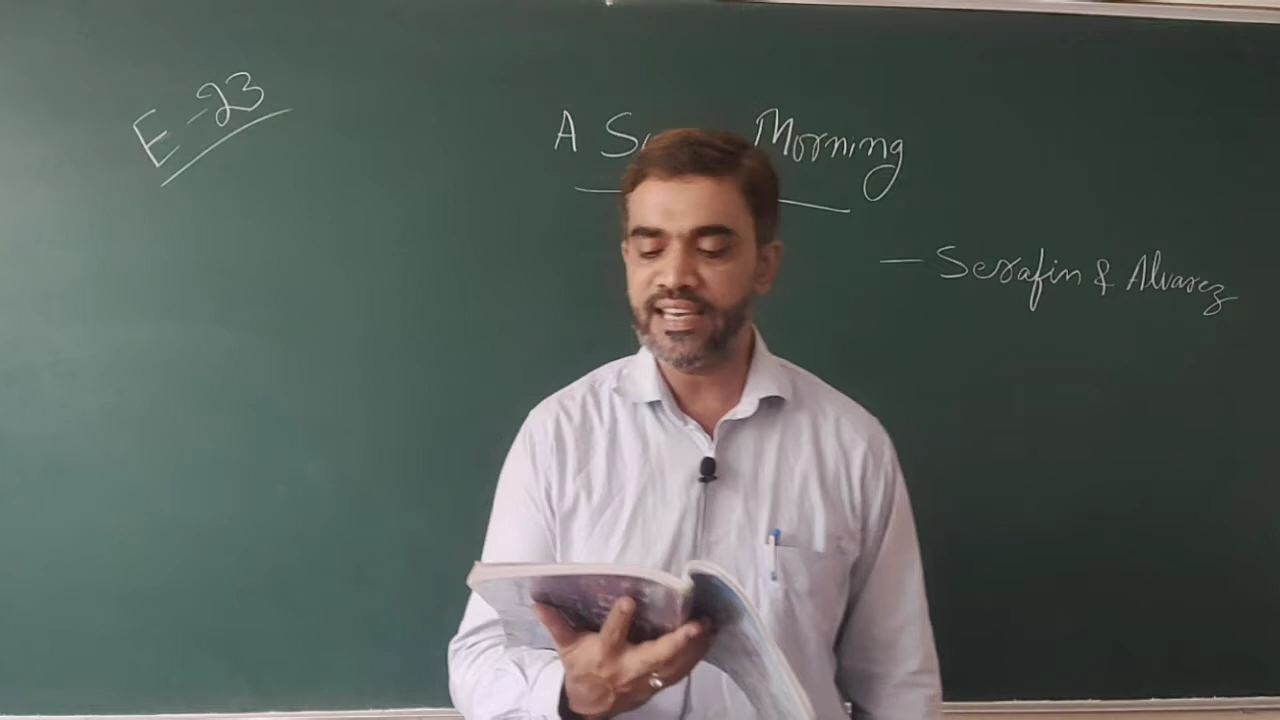 E-23
A S Morning
— Serafin & Alvarez